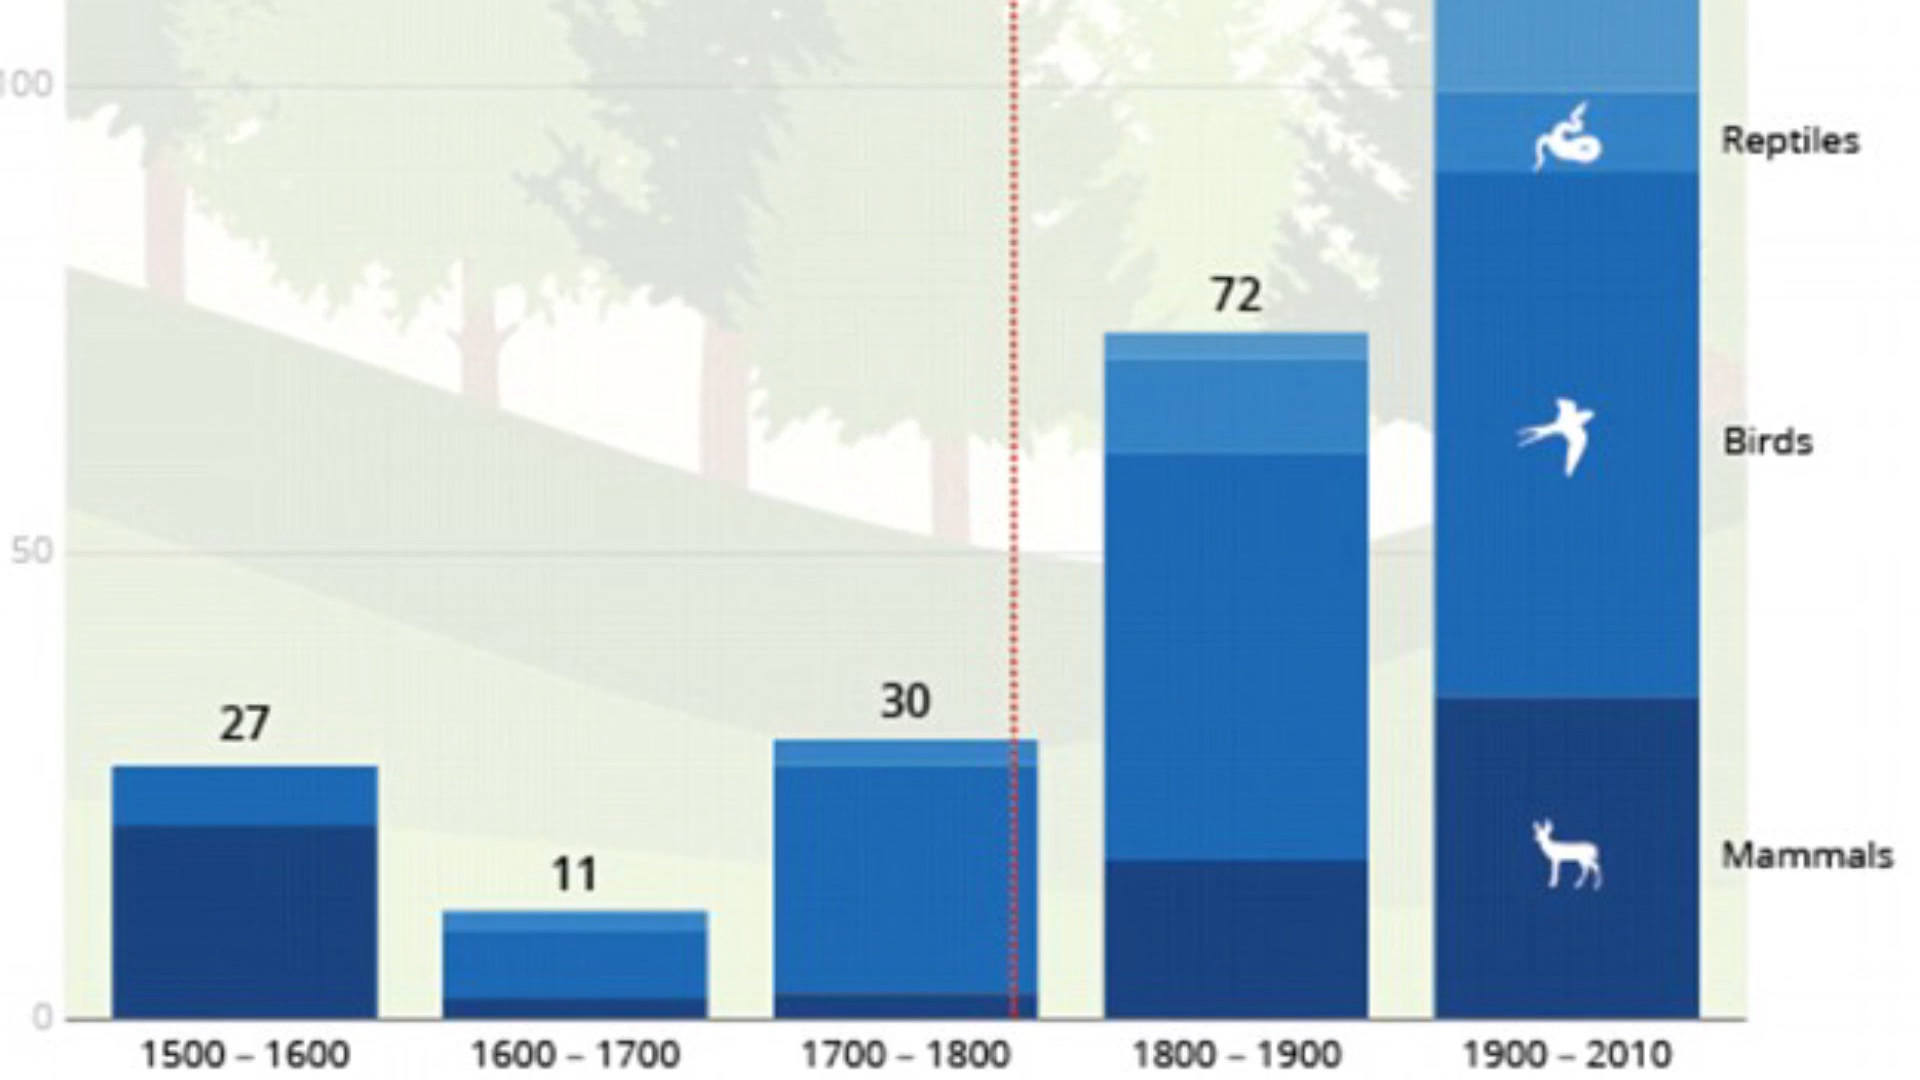 100
Reptiles
72
Birds
50
30
27
11
Mammals
0
1500 – 1600
1600 – 1700
1700 – 1800
1800 – 1900
1900 – 2010